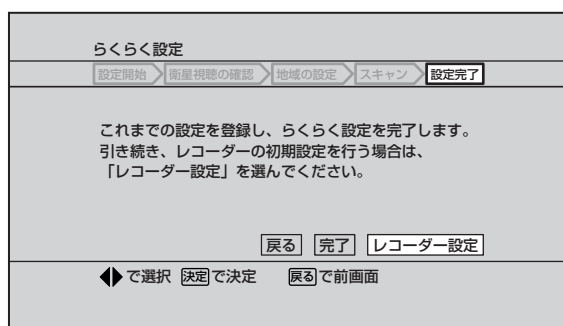 らくらく設定
設定開始 衛星視聴の確認 地域の設定 スキャン 設定完了
これまでの設定を登録し、らくらく設定を完了します。
引き続き、レコーダーの初期設定を行う場合は、
「レコーダー設定」を選んでください。
戻る 完了 レコーダー設定
で選択 決定で決定 戻るで前画面